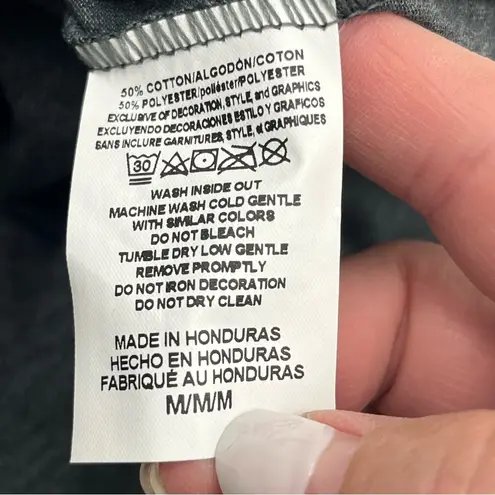 50% COTTON/ALGODÓN/COTON
50% POLYESTER/poliéster/POLYESTER
EXCLUSIVE OF DECORATION, STYLE, and GRAPHICS
EXCLUYENDO DECORACIONES ESTILO Y GRAFICOS
SANS INCLURE GARNITURES, STYLE, et GRAPHIQUES
30
WASH INSIDE OUT
MACHINE WASH COLD GENTLE
WITH SIMILAR COLORS
DO NOT BLEACH
TUMBLE DRY LOW GENTLE
REMOVE PROMPTLY
DO NOT IRON DECORATION
DO NOT DRY CLEAN
MADE IN HONDURAS
HECHO EN HONDURAS
FABRIQUÉ AU HONDURAS
M/M/M